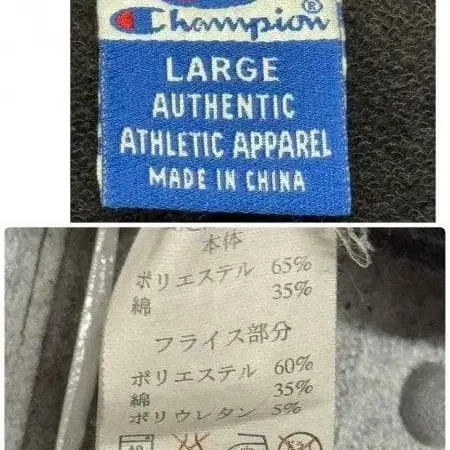 Champion®
LARGE
AUTHENTIC
ATHLETIC APPAREL
MADE IN CHINA
本体
ポリエステル 65%
綿 35%
フライス部分
ポリエステル 60%
綿 35%
ポリウレタン 5%
40